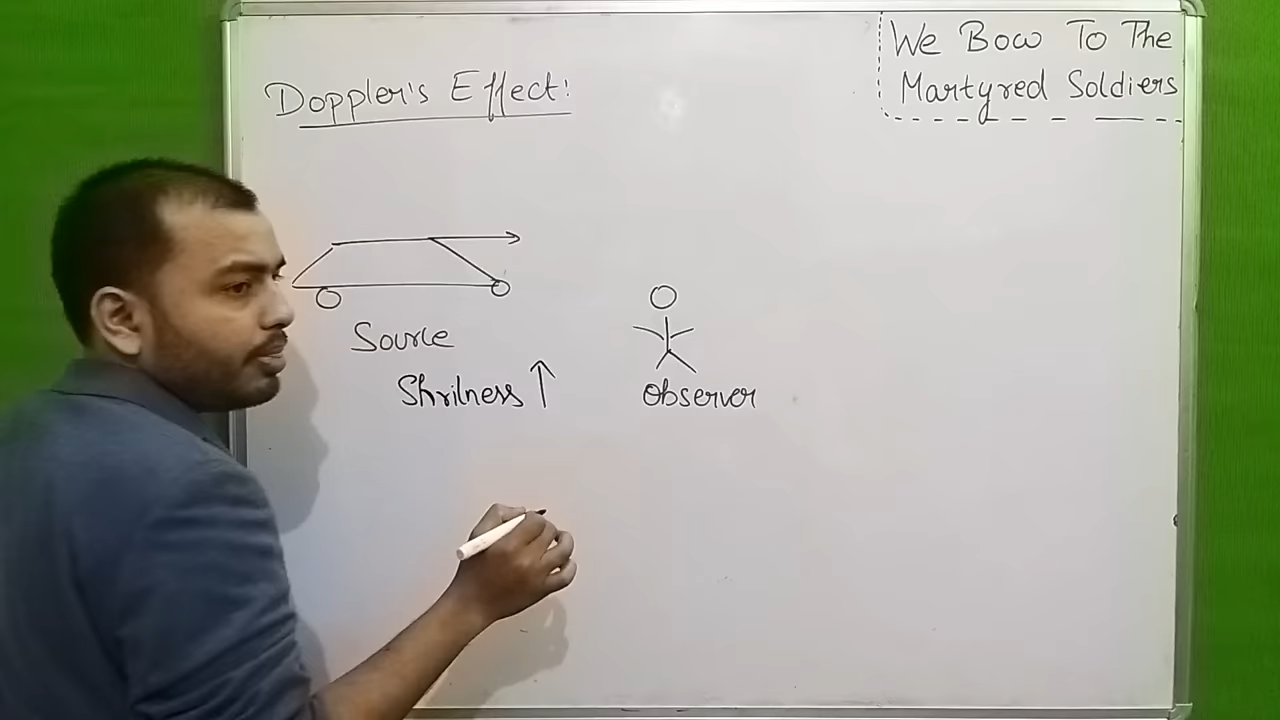 We Bow To The
Martyred Soldiers
Doppler's Effect:
Source
Shrilness ↑
Observer